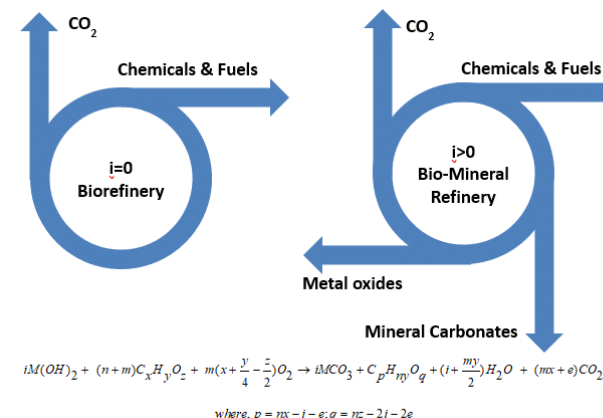 CO2
Chemicals & Fuels
i=0
Biorefinery
CO2
Chemicals & Fuels
i>0
Bio-Mineral
Refinery
Metal oxides
Mineral Carbonates
iM(OH)2 + (n+m)CxHyOz + m(x+y/4-z/2)O2 → iMCO3 + CpHnyOq + (i+my/2)H2O + (mx+e)CO2
where, p = nx-i-e; q = nz-2i-2e